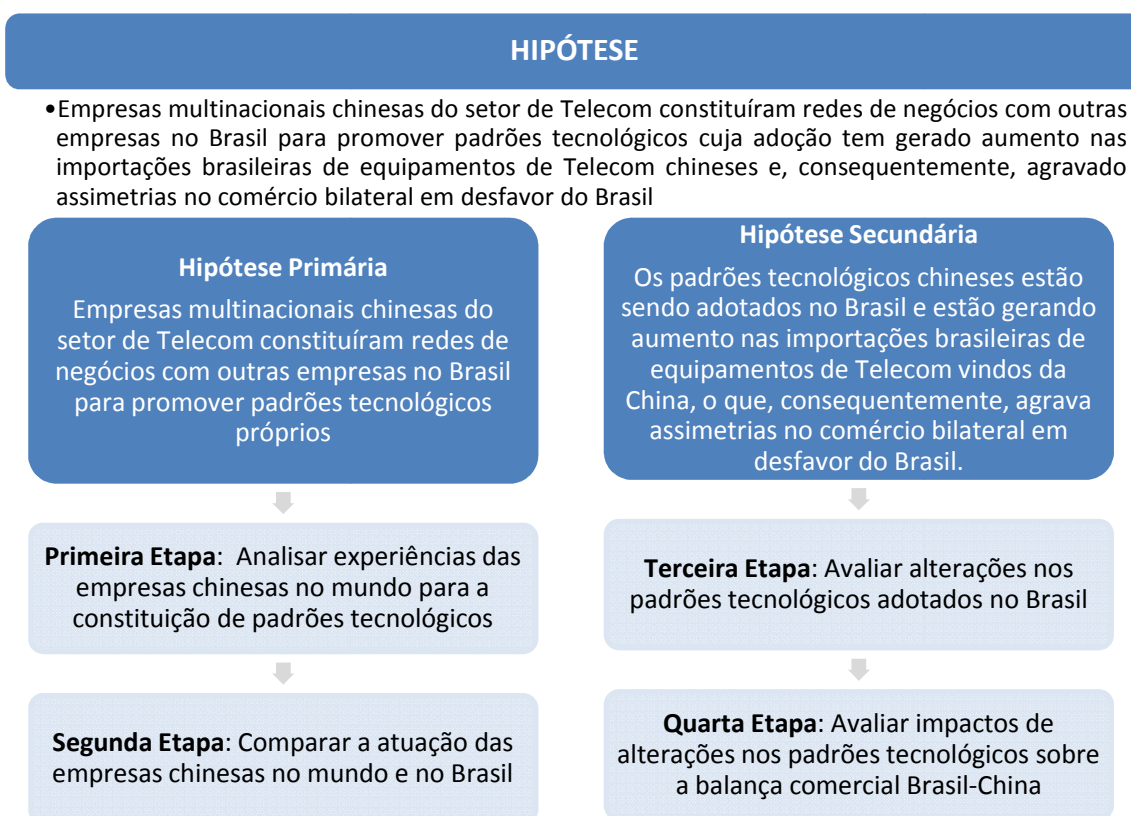 HIPÓTESE
•Empresas multinacionais chinesas do setor de Telecom constituíram redes de negócios com outras
empresas no Brasil para promover padrões tecnológicos cuja adoção tem gerado aumento nas
importações brasileiras de equipamentos de Telecom chineses e, consequentemente, agravado
assimetrias no comércio bilateral em desfavor do Brasil
Hipótese Primária
Empresas multinacionais chinesas do
setor de Telecom constituíram redes de
negócios com outras empresas no Brasil
para promover padrões tecnológicos
próprios
Primeira Etapa: Analisar experiências das
empresas chinesas no mundo para a
constituição de padrões tecnológicos
Segunda Etapa: Comparar a atuação das
empresas chinesas no mundo e no Brasil
Hipótese Secundária
Os padrões tecnológicos chineses estão
sendo adotados no Brasil e estão gerando
aumento nas importações brasileiras de
equipamentos de Telecom vindos da
China, o que, consequentemente, agrava
assimetrias no comércio bilateral em
desfavor do Brasil.
Terceira Etapa: Avaliar alterações nos
padrões tecnológicos adotados no Brasil
Quarta Etapa: Avaliar impactos de
alterações nos padrões tecnológicos sobre
a balança comercial Brasil-China